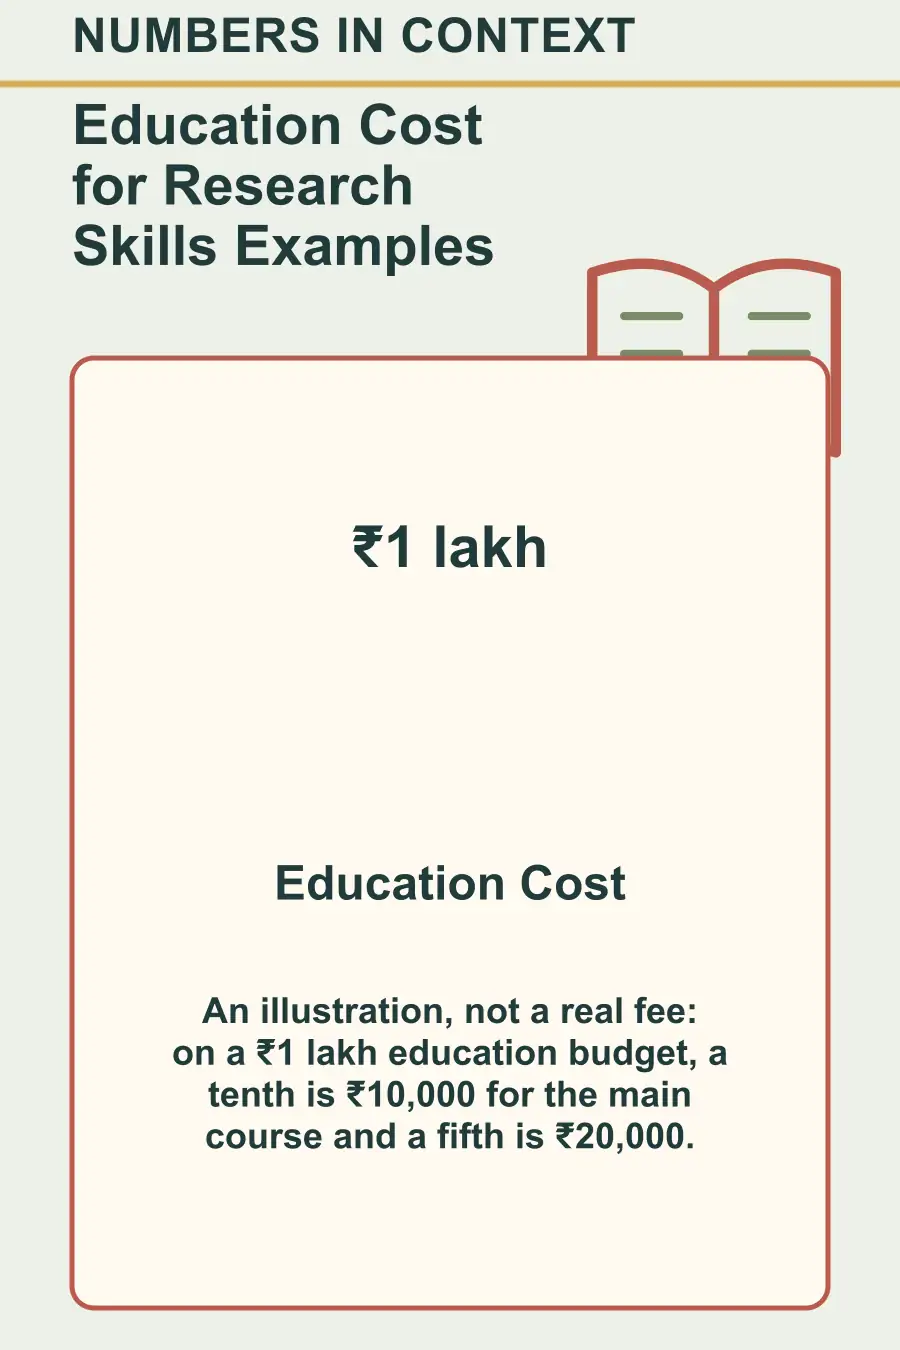 NUMBERS IN CONTEXT
Education Cost
for Research
Skills Examples
₹1 lakh
Education Cost
An illustration, not a real fee:
on a ₹1 lakh education budget, a
tenth is ₹10,000 for the main
course and a fifth is ₹20,000.